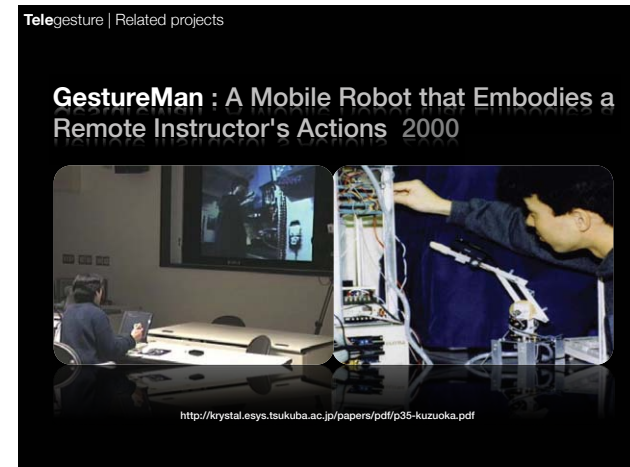 Telegesture | Related projects
GestureMan : A Mobile Robot that Embodies a
Remote Instructor's Actions 2000
http://krystal.esys.tsukuba.ac.jp/papers/pdf/p35-kuzuoka.pdf